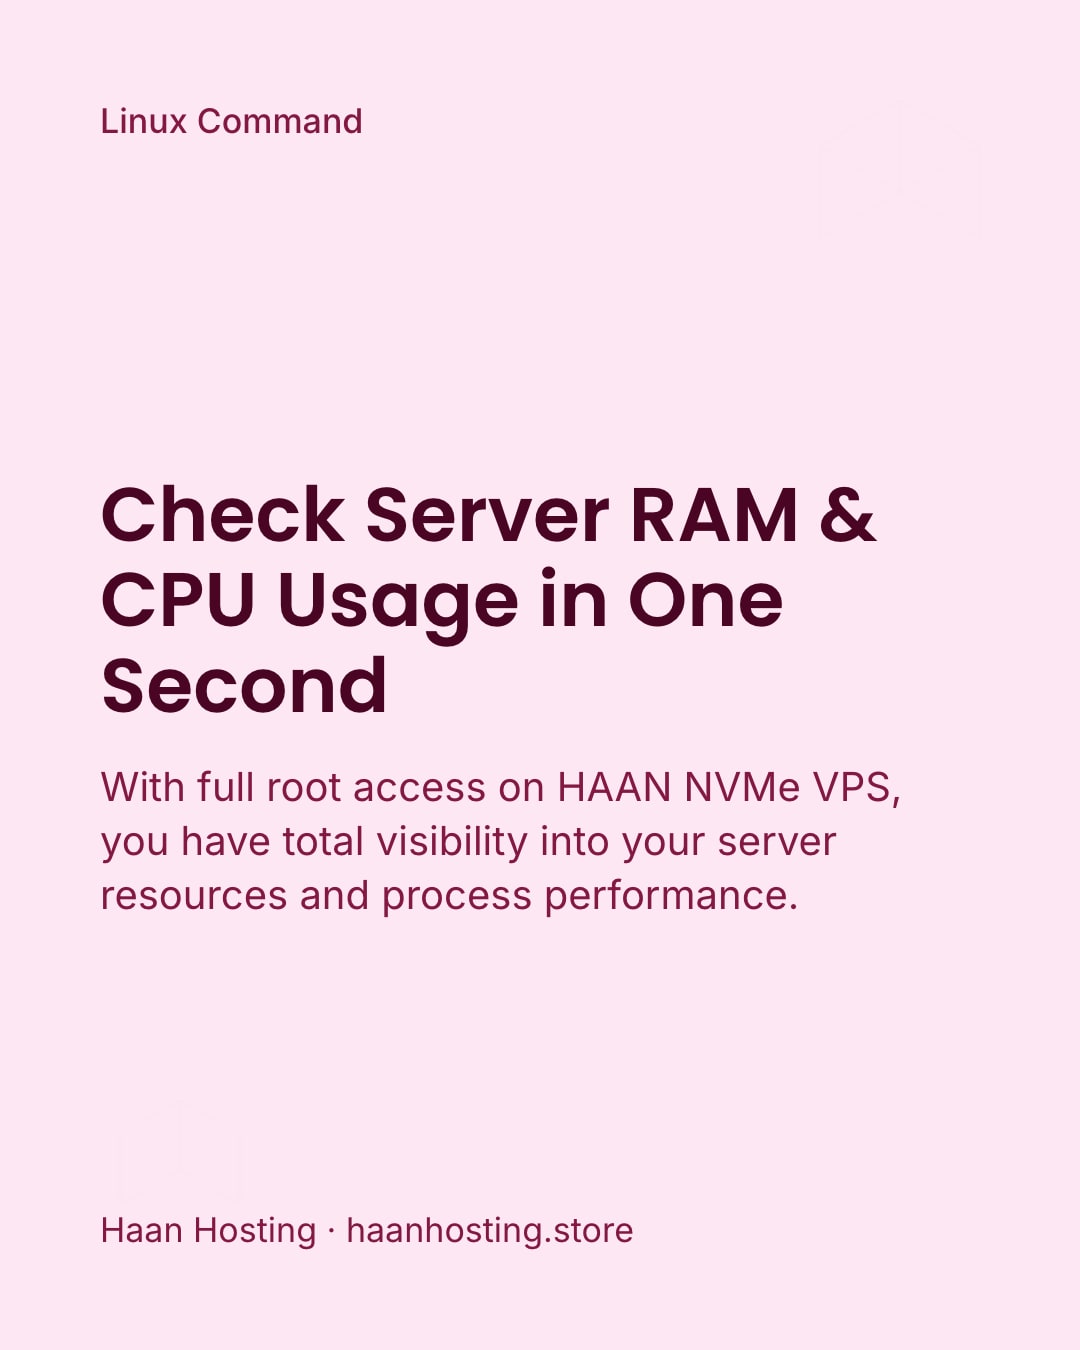 Linux Command
Check Server RAM &
CPU Usage in One
Second
With full root access on HAAN NVMe VPS,
you have total visibility into your server
resources and process performance.
Haan Hosting · haanhosting.store